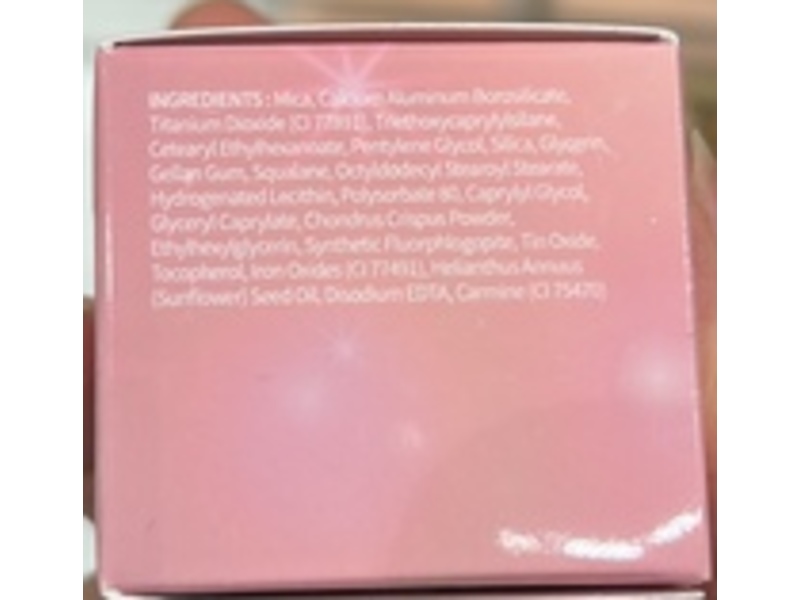 INGREDIENTS : Mica, Calcium Aluminum Borosilicate,
Titanium Dioxide (CI 77891), Triethoxycaprylylsilane,
Cetearyl Ethylhexanoate, Pentylene Glycol, Silica, Glycerin,
Gellan Gum, Squalane, Octyldodecyl Stearoyl Stearate,
Hydrogenated Lecithin, Polysorbate 80, Caprylyl Glycol,
Glyceryl Caprylate, Chondrus Crispus Powder,
Ethylhexylglycerin, Synthetic Fluorphlogopite, Tin Oxide,
Tocopherol, Iron Oxides (CI 77491), Helianthus Annuus
(Sunflower) Seed Oil, Disodium EDTA, Carmine (CI 75470)